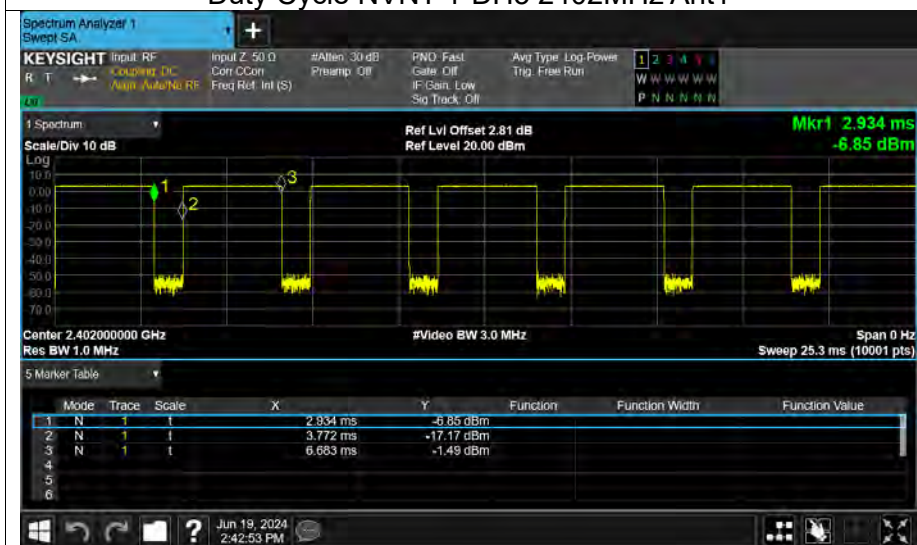 Duty Cycle NVNT 1-DH5 2402MHz Ant1
Spectrum Analyzer 1
Swept SA
+
KEYSIGHT Input: RF Input Z: 50 Ω #Atten: 30 dB PNO: Fast Avg Type: Log-Power 1 2 3 4 5 6
R T Coupling: DC Corr CCorr Preamp: Off Gate: Off Trig: Free Run W W W W W W
Align: Auto/No RF Freq Ref: Int (S) IF Gain: Low
Sig Track: Off P N N N N N
1 Spectrum Ref Lvl Offset 2.81 dB Mkr1 2.934 ms
Scale/Div 10 dB Ref Level 20.00 dBm -6.85 dBm
Log
10.0
0.00
-10.0
-20.0
-30.0
-40.0
-50.0
-60.0
-70.0
1
2
3
Center 2.402000000 GHz #Video BW 3.0 MHz Span 0 Hz
Res BW 1.0 MHz Sweep 25.3 ms (10001 pts)
5 Marker Table
Mode Trace Scale X Y Function Function Width Function Value
1 N 1 t 2.934 ms -6.85 dBm
2 N 1 t 3.772 ms -17.17 dBm
3 N 1 t 6.683 ms -1.49 dBm
4
5
6
? Jun 19, 2024
2:42:53 PM